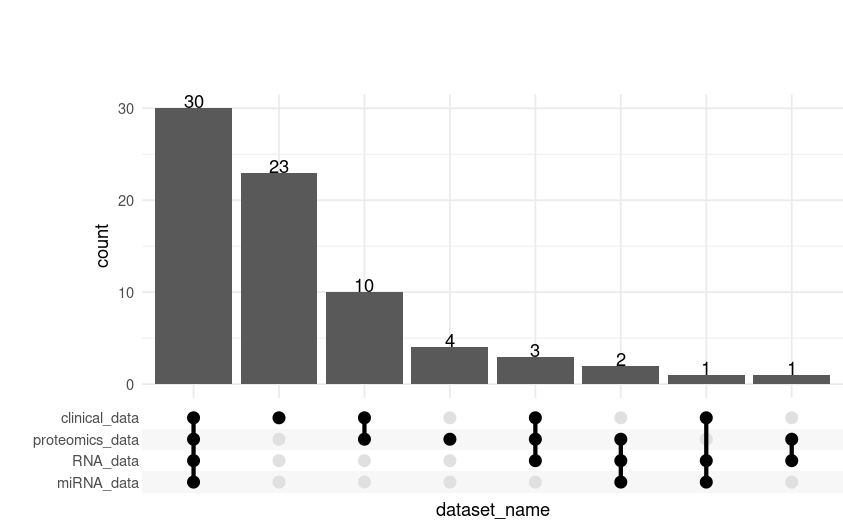 30
23
10
4
3
2
1
1
30
20
10
0
count
clinical_data
proteomics_data
RNA_data
miRNA_data
dataset_name